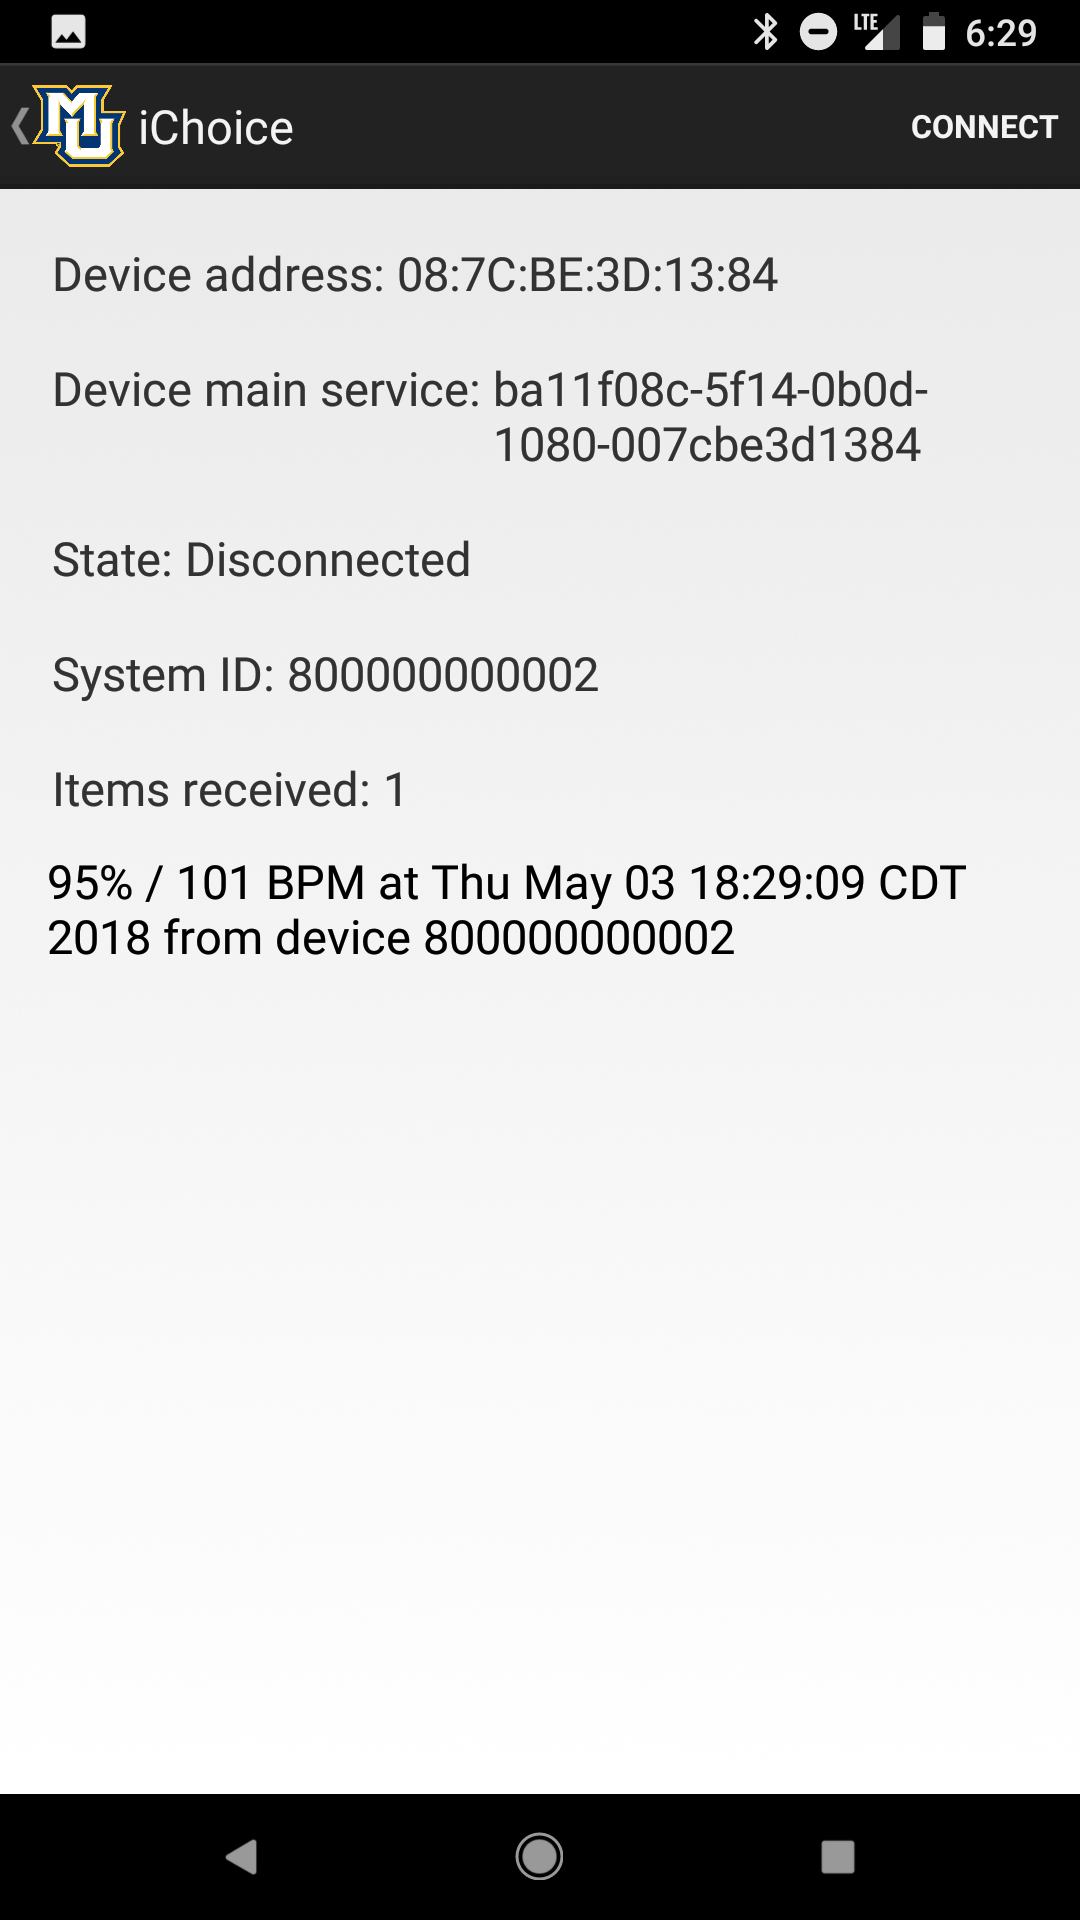 LTE 6:29
MU iChoice CONNECT
Device address: 08:7C:BE:3D:13:84
Device main service: ba11f08c-5f14-0b0d-
1080-007cbe3d1384
State: Disconnected
System ID: 800000000002
Items received: 1
95% / 101 BPM at Thu May 03 18:29:09 CDT
2018 from device 800000000002